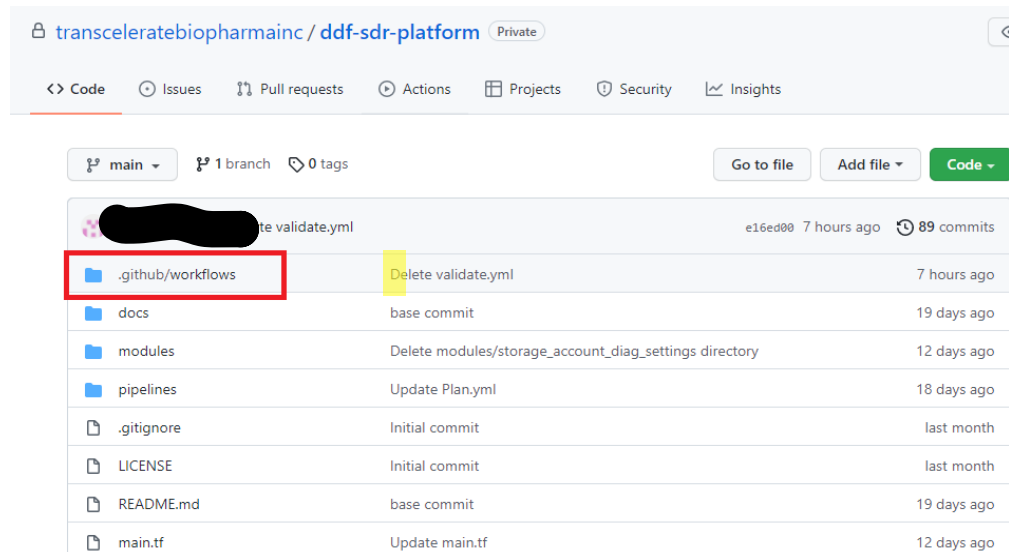 transceleratebiopharmainc / ddf-sdr-platform Private
Code Issues Pull requests Actions Projects Security Insights
main 1 branch 0 tags Go to file Add file Code
validate.yml e16ed00 7 hours ago 89 commits
.github/workflows Delete validate.yml 7 hours ago
docs base commit 19 days ago
modules Delete modules/storage_account_diag_settings directory 12 days ago
pipelines Update Plan.yml 18 days ago
.gitignore Initial commit last month
LICENSE Initial commit last month
README.md base commit 19 days ago
main.tf Update main.tf 12 days ago